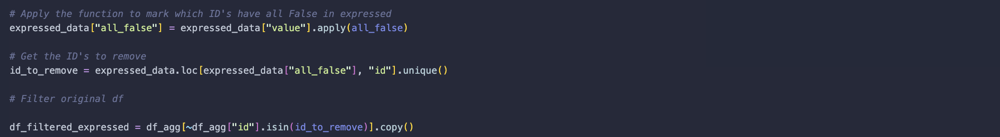 # Apply the function to mark which ID's have all False in expressed
expressed_data["all_false"] = expressed_data["value"].apply(all_false)
# Get the ID's to remove
id_to_remove = expressed_data.loc[expressed_data["all_false"], "id"].unique()
# Filter original df
df_filtered_expressed = df_agg[~df_agg["id"].isin(id_to_remove)].copy()